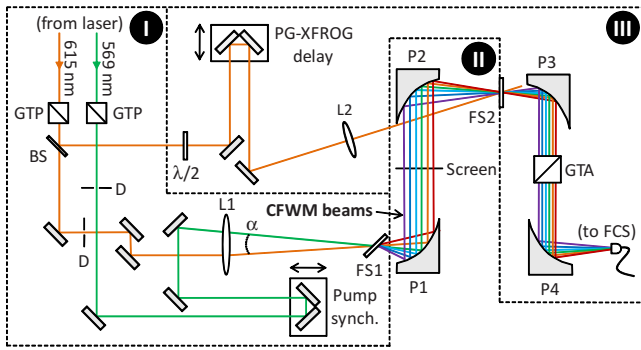 (from laser)
I
615 nm
569 nm
GTP
GTP
BS
D
D
λ/2
PG-XFROG
delay
L2
L1
α
FS1
Pump
synch.
CFWM beams
II
P2
Screen
P1
FS2
III
P3
GTA
(to FCS)
P4